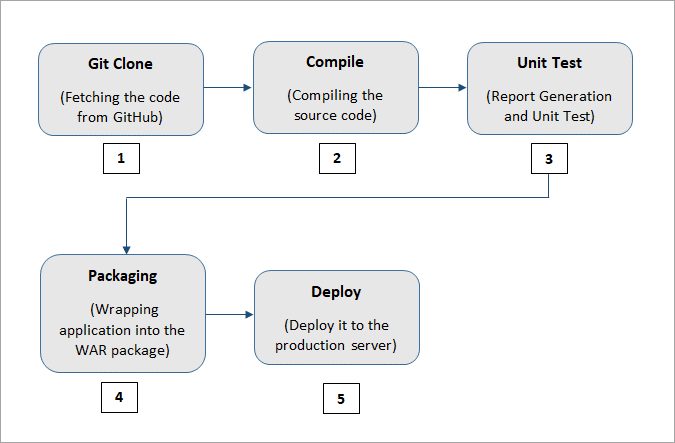 Git Clone
(Fetching the code
from GitHub)
1
Compile
(Compiling the
source code)
2
Unit Test
(Report Generation
and Unit Test)
3
Packaging
(Wrapping
application into the
WAR package)
4
Deploy
(Deploy it to the
production server)
5